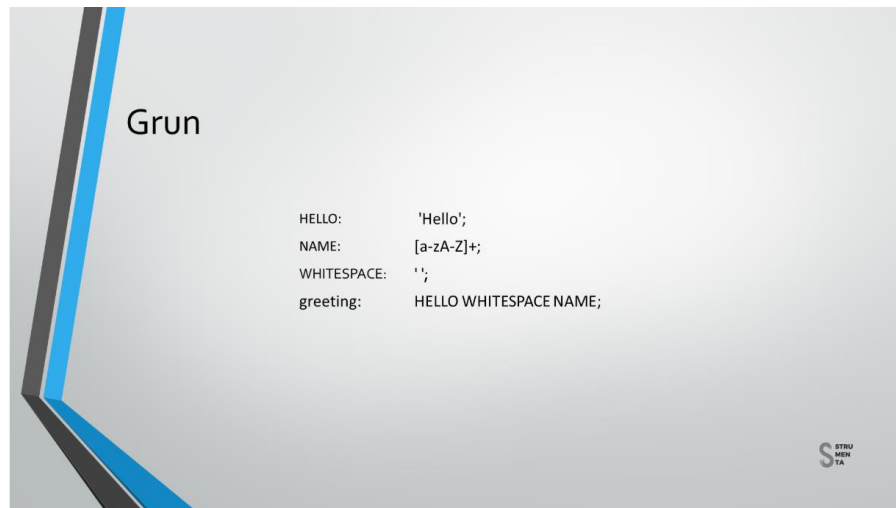 Grun
HELLO: 'Hello';
NAME: [a-zA-Z]+;
WHITESPACE: ' ';
greeting: HELLO WHITESPACE NAME;
STRU
MEN
TA